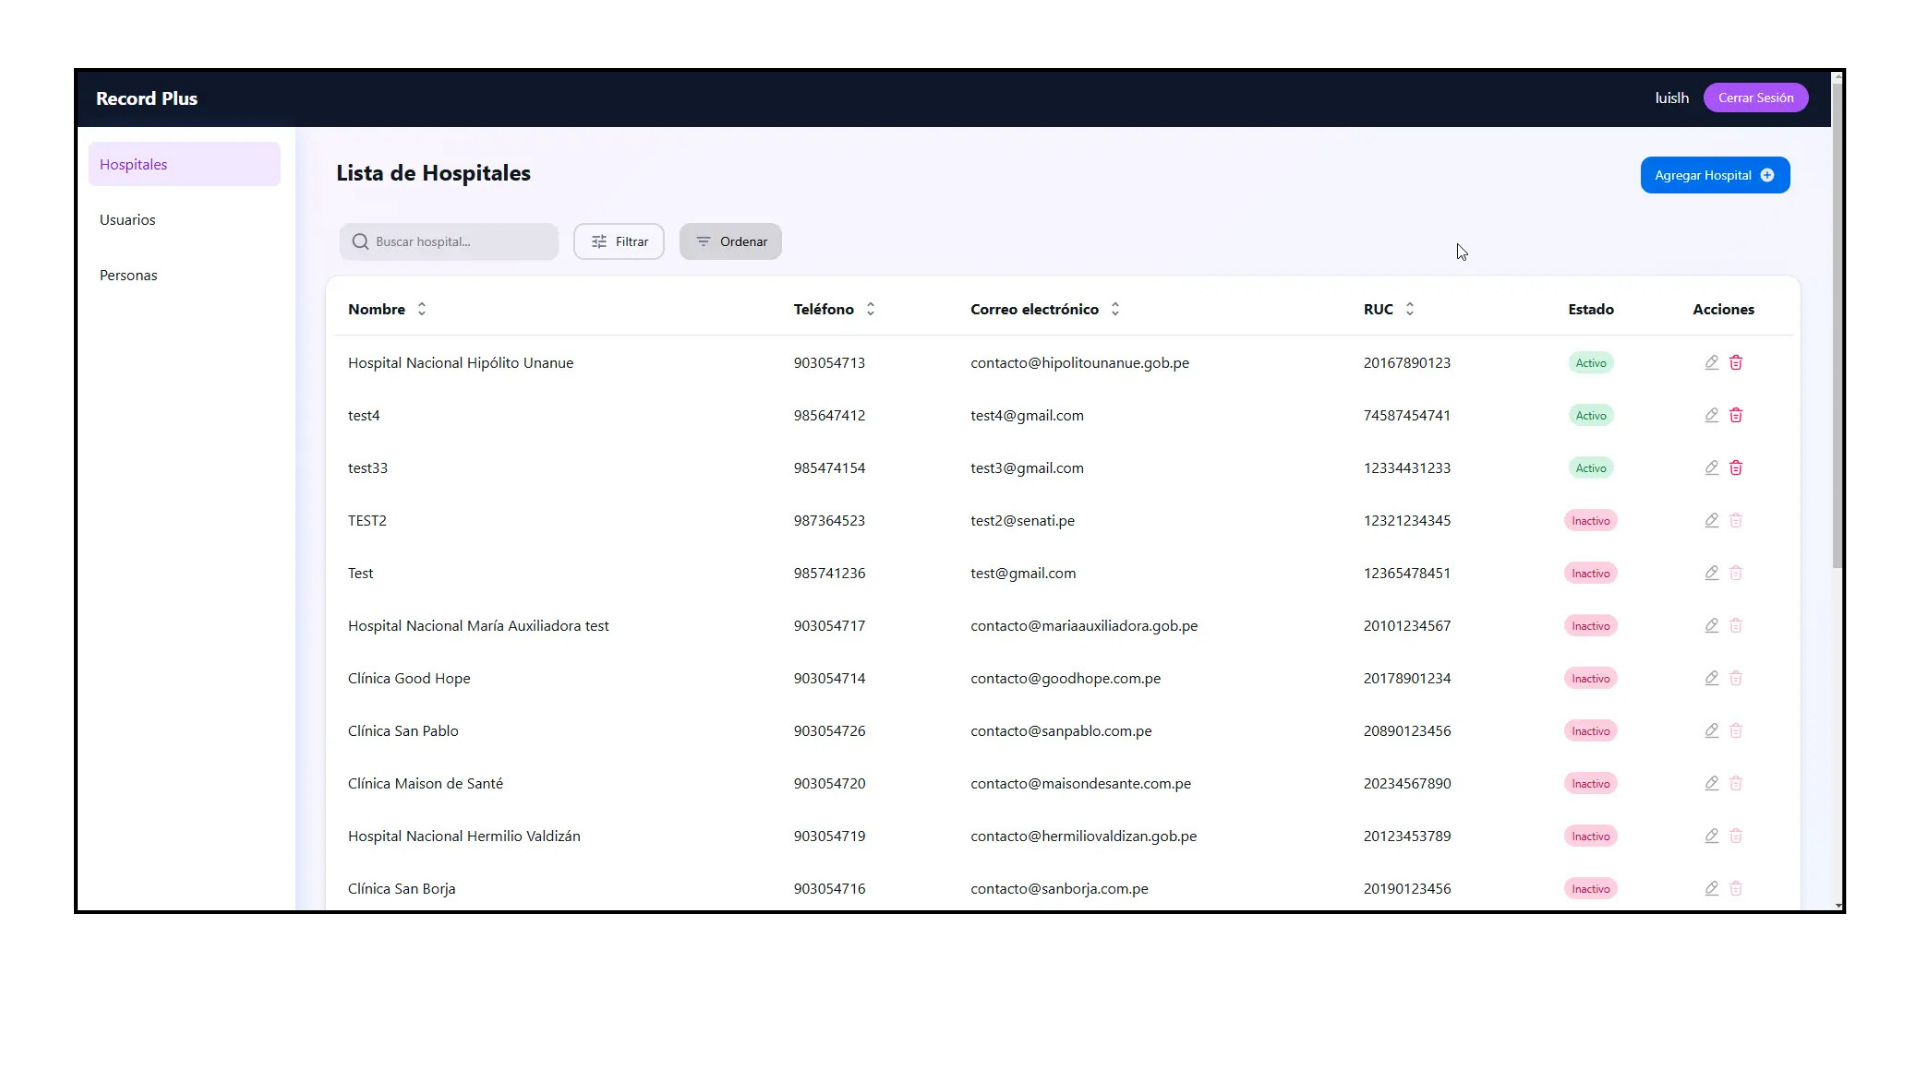 Record Plus
luislh Cerrar Sesión
Hospitales
Usuarios
Personas
Lista de Hospitales
Agregar Hospital
Buscar hospital... Filtrar Ordenar
Nombre Teléfono Correo electrónico RUC Estado Acciones
Hospital Nacional Hipólito Unanue 903054713 contacto@hipolitounanue.gob.pe 20167890123 Activo
test4 985647412 test4@gmail.com 74587454741 Activo
test33 985474154 test3@gmail.com 12334431233 Activo
TEST2 987364523 test2@senati.pe 12321234345 Inactivo
Test 985741236 test@gmail.com 12365478451 Inactivo
Hospital Nacional María Auxiliadora test 903054717 contacto@mariaauxiliadora.gob.pe 20101234567 Inactivo
Clínica Good Hope 903054714 contacto@goodhope.com.pe 20178901234 Inactivo
Clínica San Pablo 903054726 contacto@sanpablo.com.pe 20890123456 Inactivo
Clínica Maison de Santé 903054720 contacto@maisondesante.com.pe 20234567890 Inactivo
Hospital Nacional Hermilio Valdizán 903054719 contacto@hermiliovaldizan.gob.pe 20123453789 Inactivo
Clínica San Borja 903054716 contacto@sanborja.com.pe 20190123456 Inactivo